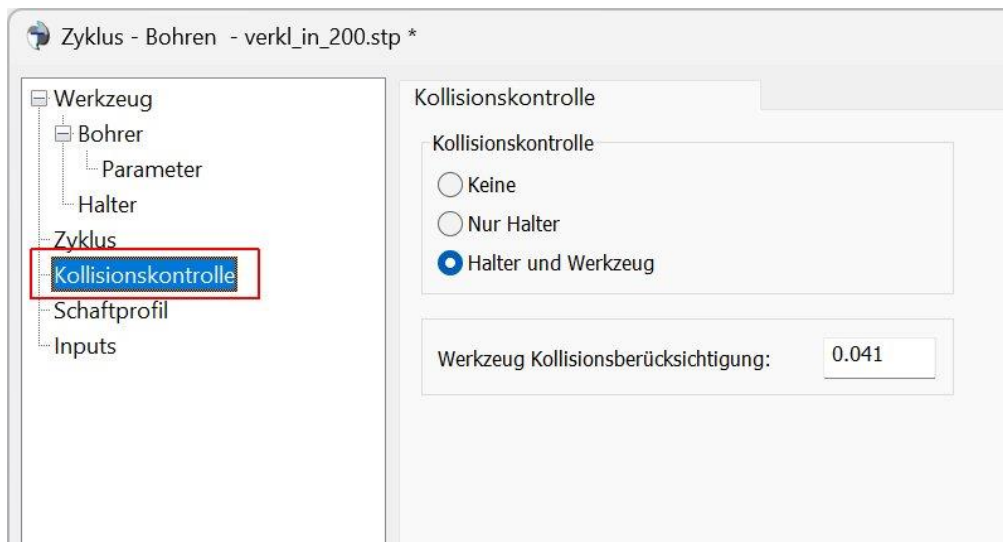 Zyklus - Bohren - verkl_in_200.stp *
Werkzeug
Bohrer
Parameter
Halter
Zyklus
Kollisionskontrolle
Schaftprofil
Inputs
Kollisionskontrolle
Kollisionskontrolle
Keine
Nur Halter
Halter und Werkzeug
Werkzeug Kollisionsberücksichtigung: 0.041